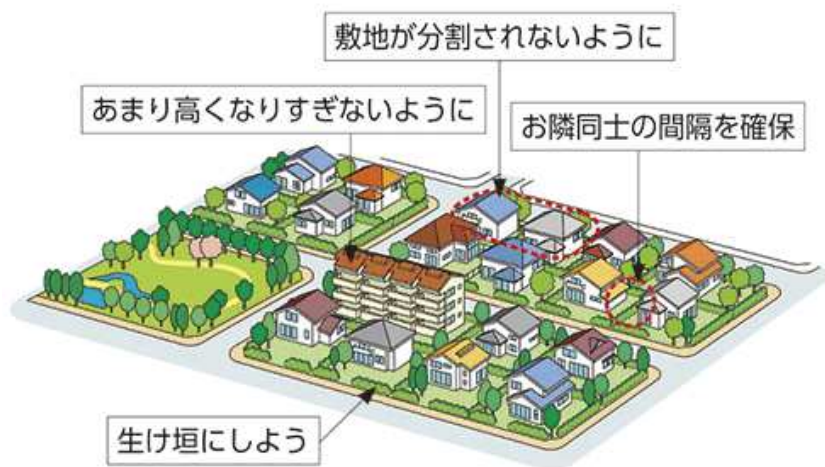 敷地が分割されないように
あまり高くなりすぎないように
お隣同士の間隔を確保
生け垣にしよう